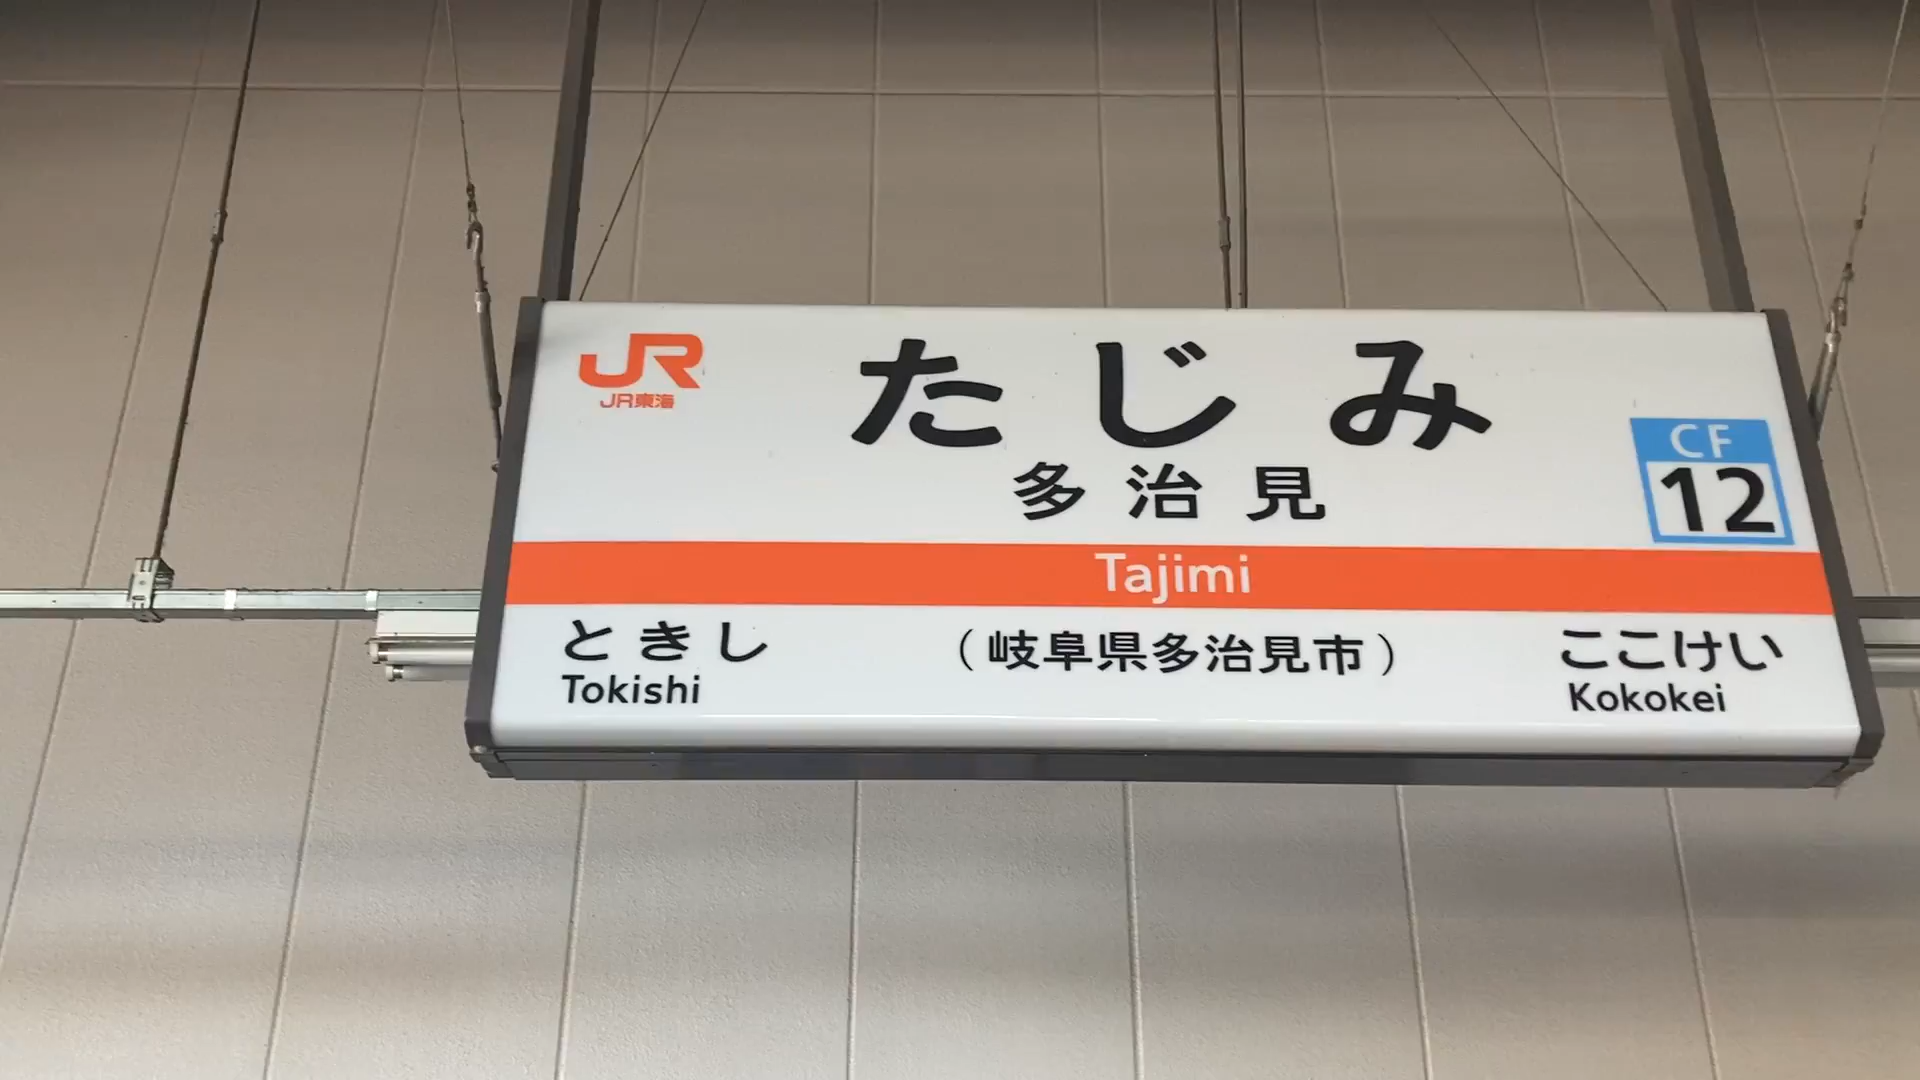 JR
JR東海
たじみ
多治見
CF
12
Tajimi
ときし
Tokishi
(岐阜県多治見市)
ここけい
Kokokei